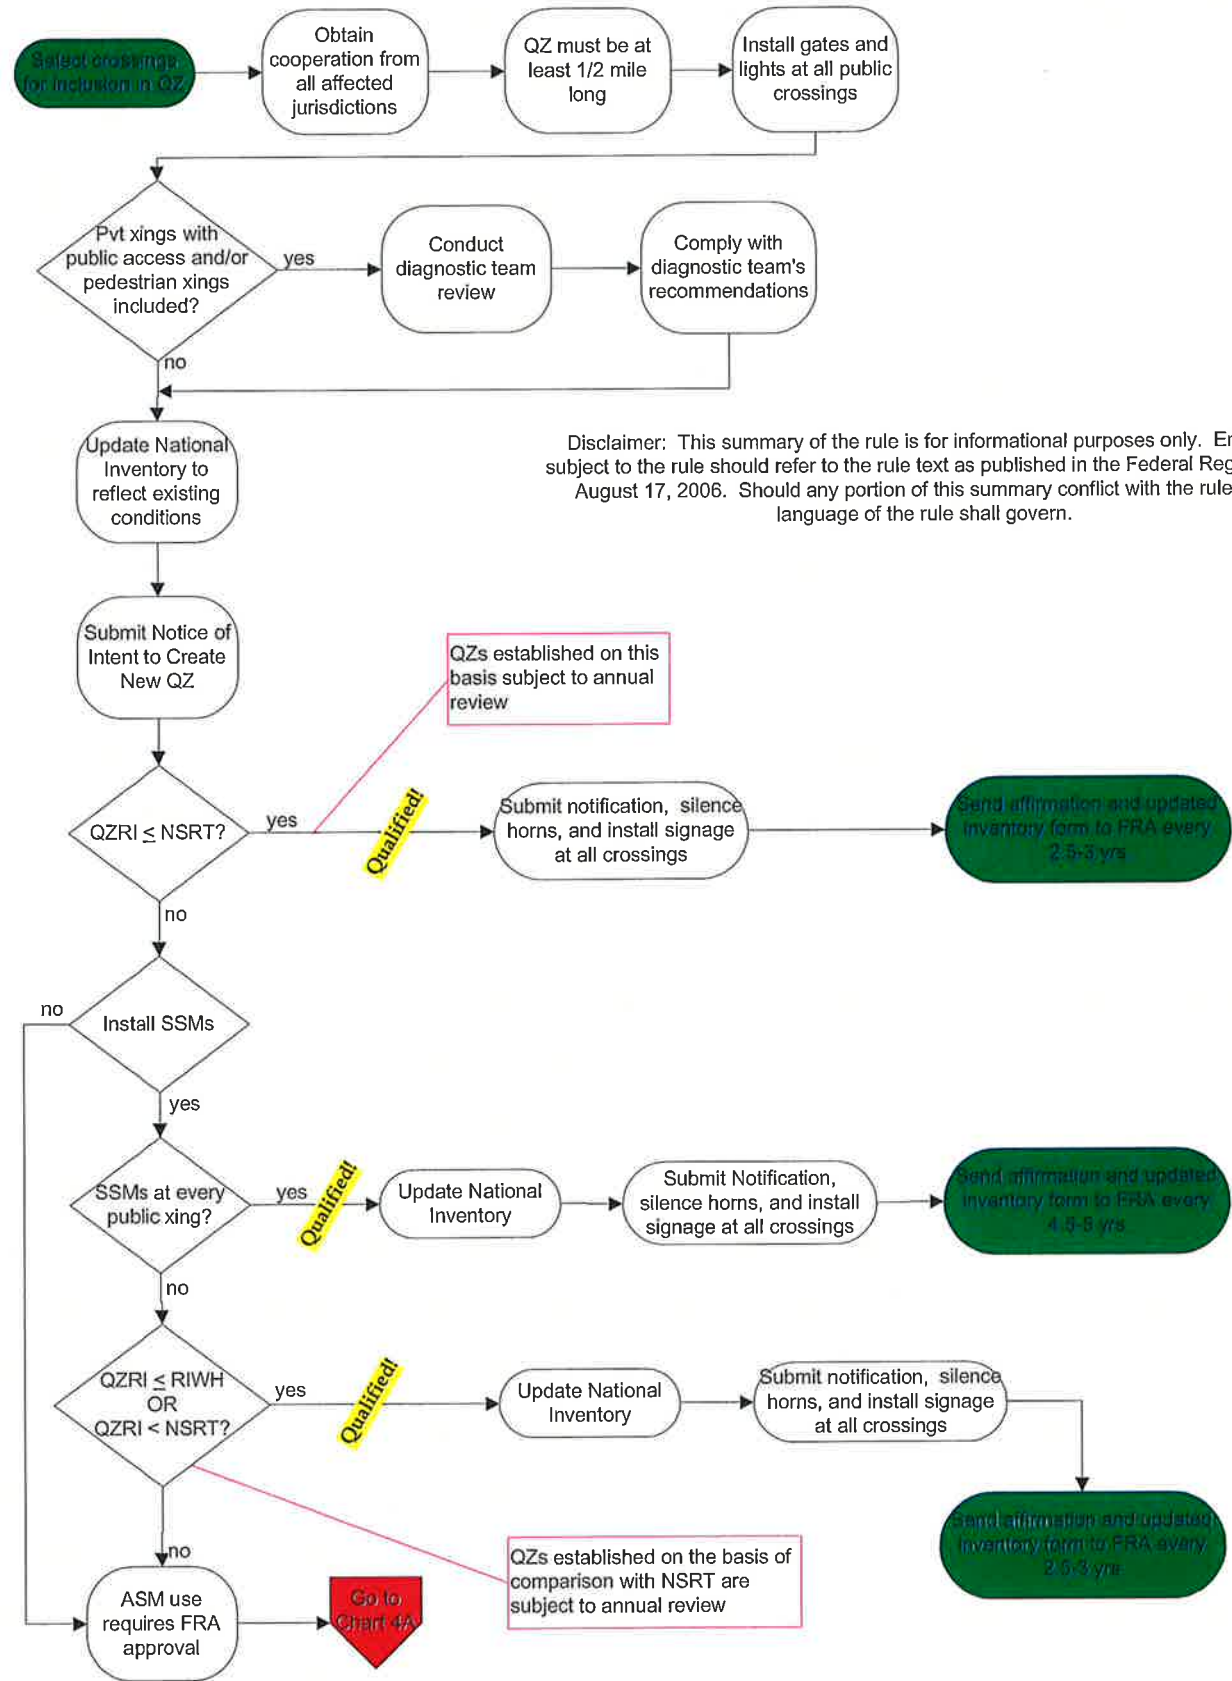 Select crossings
for inclusion in QZ
Obtain
cooperation from
all affected
jurisdictions
QZ must be at
least 1/2 mile
long
Install gates and
lights at all public
crossings
Pvt xings with
public access and/or
pedestrian xings
included?
yes
Conduct
diagnostic team
review
Comply with
diagnostic team's
recommendations
no
Update National
Inventory to
reflect existing
conditions
Disclaimer: This summary of the rule is for informational purposes only. En
subject to the rule should refer to the rule text as published in the Federal Reg
August 17, 2006. Should any portion of this summary conflict with the rule
language of the rule shall govern.
Submit Notice of
Intent to Create
New QZ
QZs established on this
basis subject to annual
review
QZRI ≤ NSRT?
yes
Qualified!
Submit notification, silence
horns, and install signage
at all crossings
Send affirmation and updated
inventory form to FRA every
2.5-3 yrs
no
Install SSMs
no
yes
SSMs at every
public xing?
yes
Qualified!
Update National
Inventory
Submit Notification,
silence horns, and install
signage at all crossings
Send affirmation and updated
inventory form to FRA every
4.5-5 yrs
no
QZRI ≤ RIWH
OR
QZRI < NSRT?
yes
Qualified!
Update National
Inventory
Submit notification, silence
horns, and install signage
at all crossings
Send affirmation and updated
inventory form to FRA every
2.5-3 yrs
no
QZs established on the basis of
comparison with NSRT are
subject to annual review
ASM use
requires FRA
approval
Go to
Chart 4A